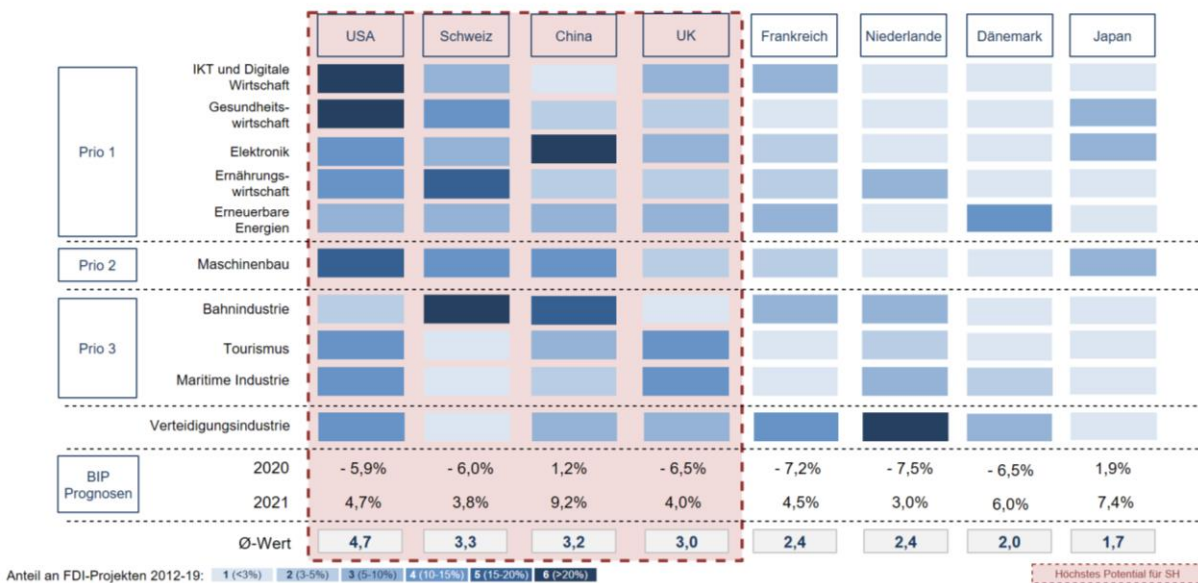 USA Schweiz China UK Frankreich Niederlande Dänemark Japan
Prio 1
IKT und Digitale
Wirtschaft
Gesundheits-
wirtschaft
Elektronik
Ernährungs-
wirtschaft
Erneuerbare
Energien
Prio 2
Maschinenbau
Prio 3
Bahnindustrie
Tourismus
Maritime Industrie
Verteidigungsindustrie
BIP
Prognosen
2020 - 5,9% - 6,0% 1,2% - 6,5% - 7,2% - 7,5% - 6,5% 1,9%
2021 4,7% 3,8% 9,2% 4,0% 4,5% 3,0% 6,0% 7,4%
Ø-Wert 4,7 3,3 3,2 3,0 2,4 2,4 2,0 1,7
Anteil an FDI-Projekten 2012-19: 1 (<3%) 2 (3-5%) 3 (5-10%) 4 (10-15%) 5 (15-20%) 6 (>20%) Höchstes Potential für SH